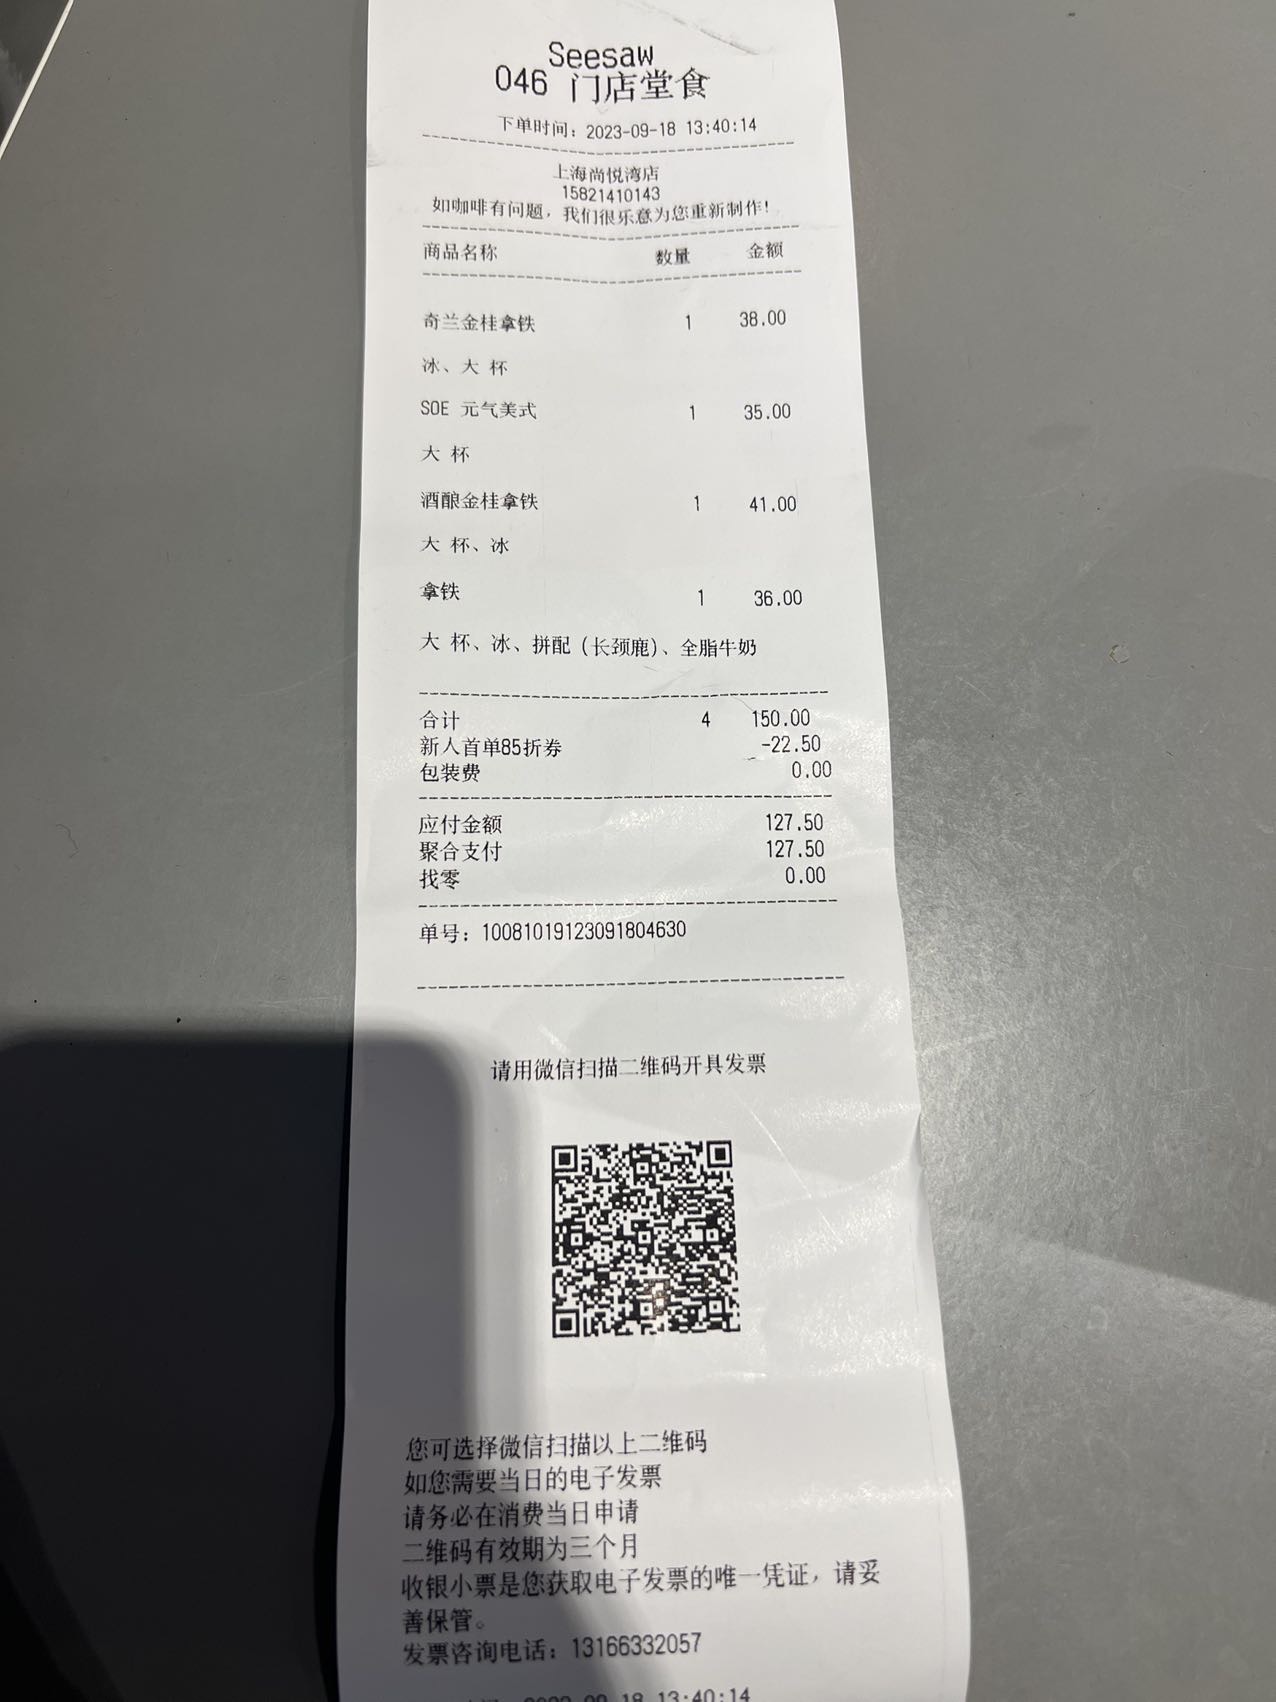 Seesaw
046 门店堂食
下单时间：2023-09-18 13:40:14
上海尚悦湾店
15821410143
如咖啡有问题，我们很乐意为您重新制作！
商品名称 数量 金额
奇兰金桂拿铁 1 38.00
冰、大 杯
SOE 元气美式 1 35.00
大 杯
酒酿金桂拿铁 1 41.00
大 杯、冰
拿铁 1 36.00
大 杯、冰、拼配（长颈鹿）、全脂牛奶
合计 4 150.00
新人首单85折券 -22.50
包装费 0.00
应付金额 127.50
聚合支付 127.50
找零 0.00
单号：10081019123091804630
请用微信扫描二维码开具发票
您可选择微信扫描以上二维码
如您需要当日的电子发票
请务必在消费当日申请
二维码有效期为三个月
收银小票是您获取电子发票的唯一凭证，请妥
善保管。
发票咨询电话：13166332057
2023-09-18 13:40:14